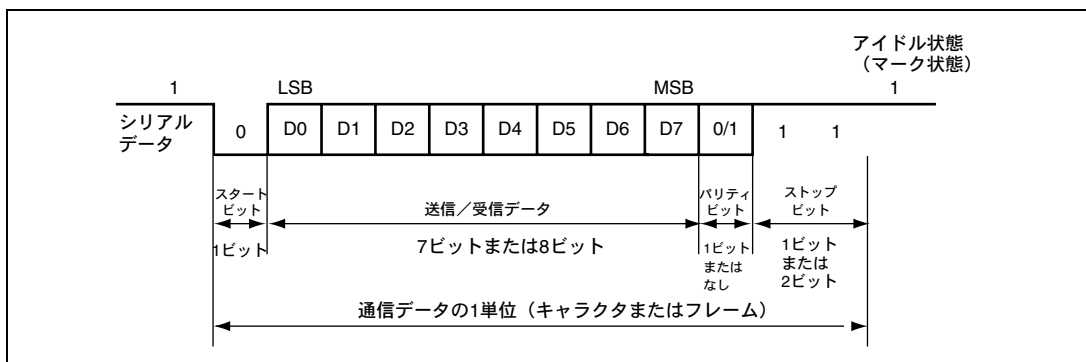 アイドル状態
（マーク状態）
1 LSB MSB 1
シリアル
データ
0 D0 D1 D2 D3 D4 D5 D6 D7 0/1 1 1
スタート
ビット
送信／受信データ
パリティ
ビット
ストップ
ビット
1ビット
7ビットまたは8ビット
1ビット
または
なし
1ビット
または
2ビット
通信データの1単位（キャラクタまたはフレーム）